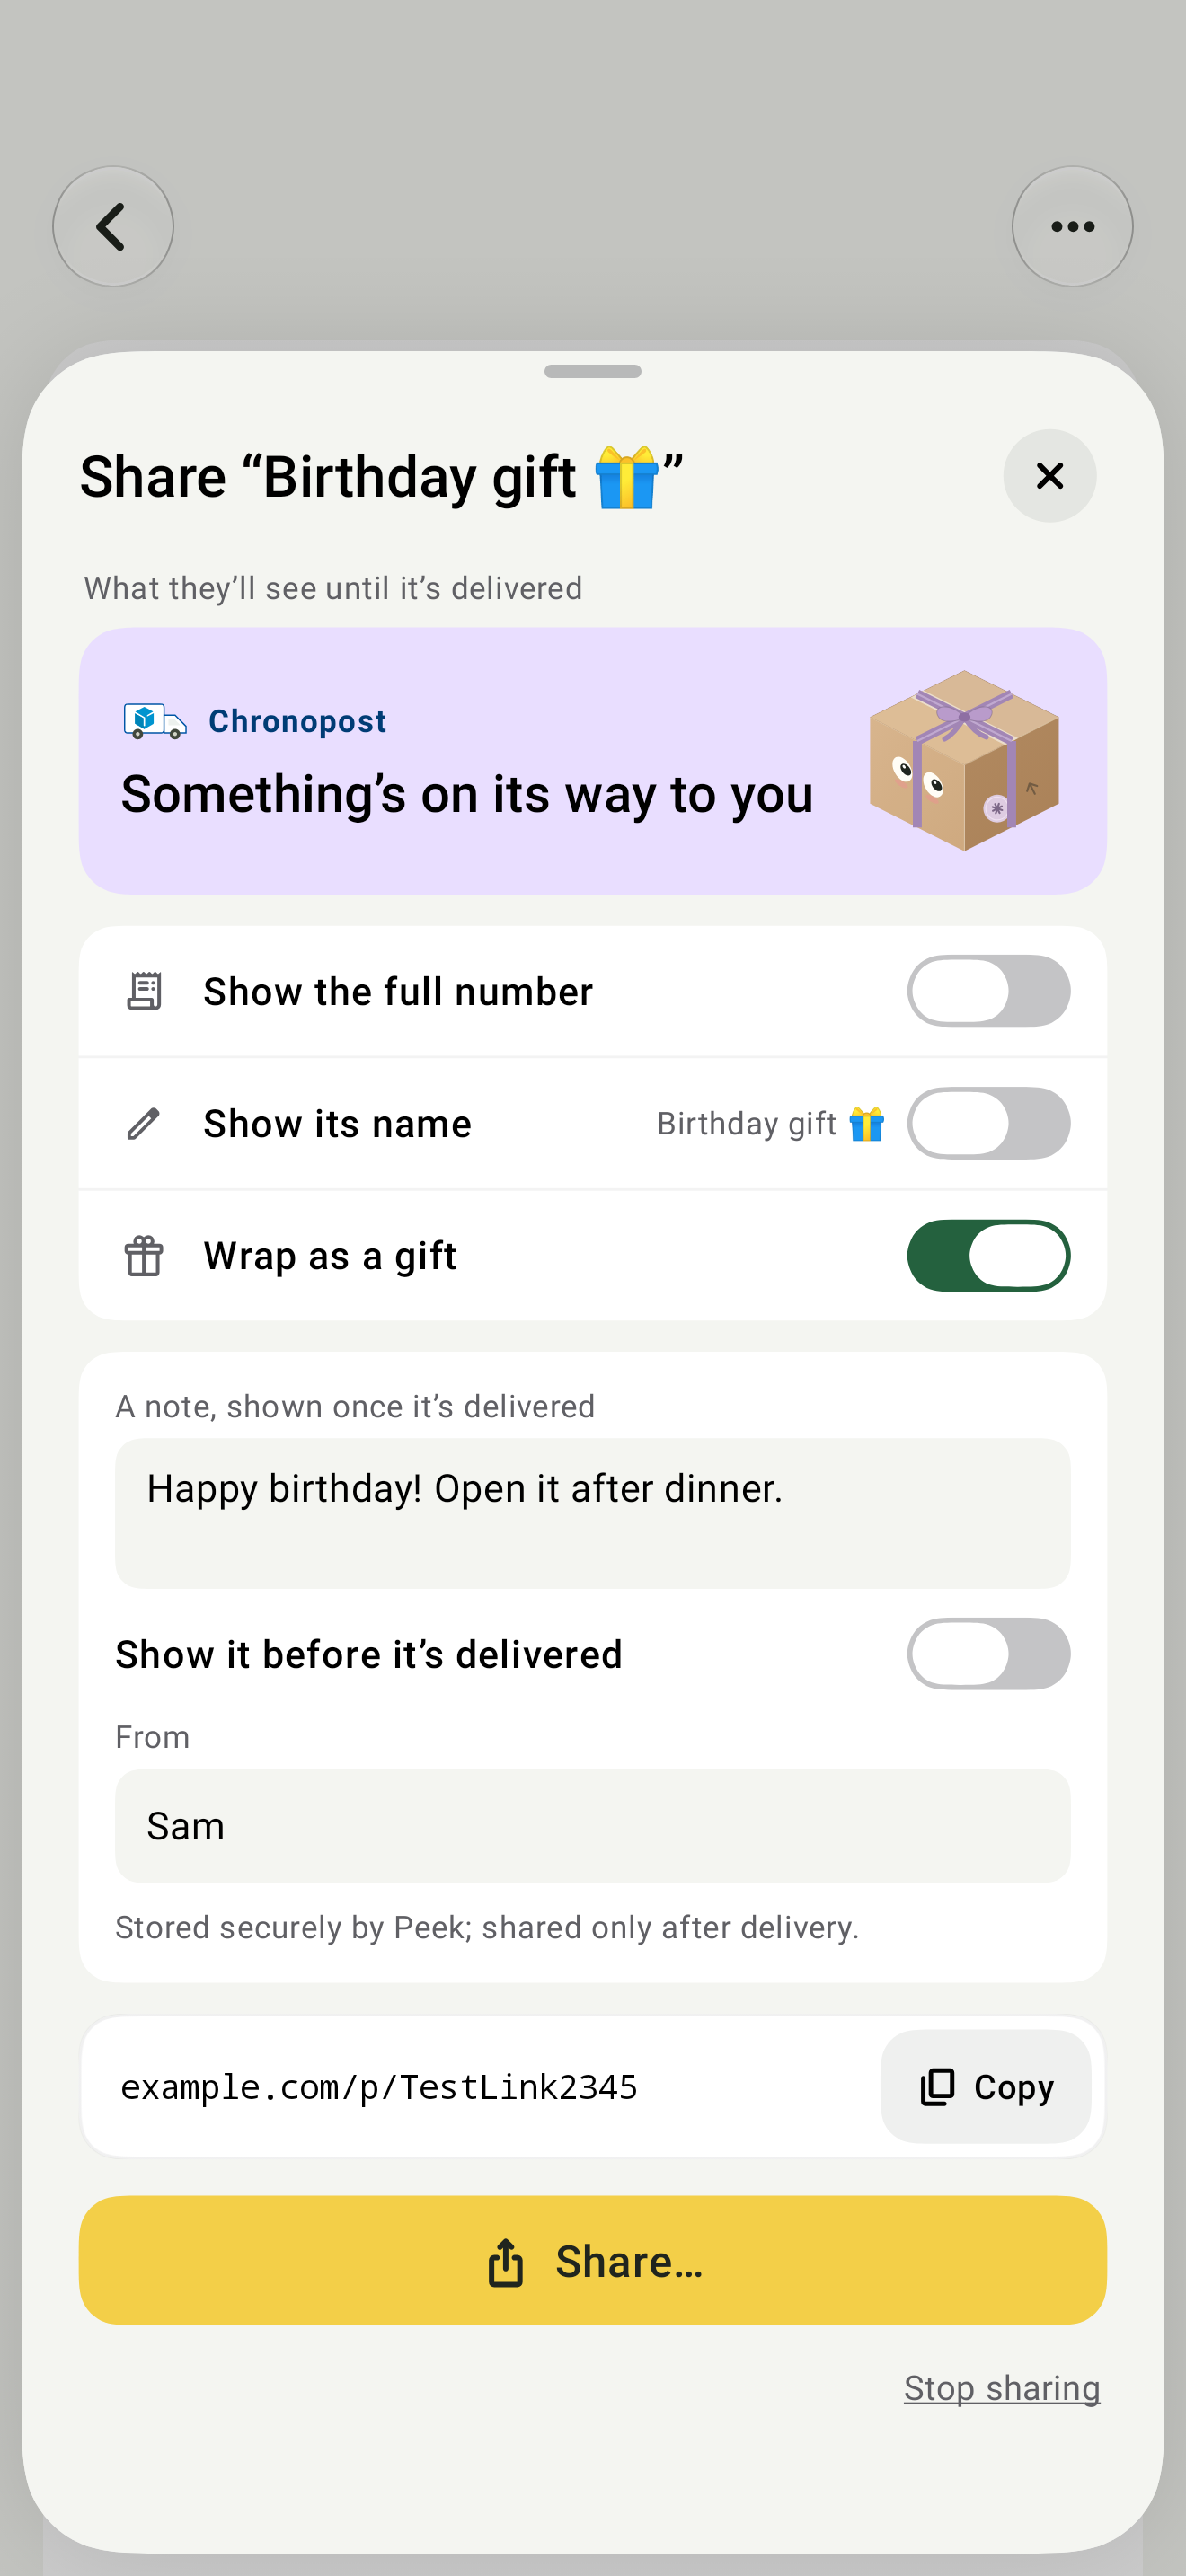 Share “Birthday gift 🎁”
What they’ll see until it’s delivered
Chronopost
Something’s on its way to you
Show the full number
Show its name
Birthday gift 🎁
Wrap as a gift
A note, shown once it’s delivered
Happy birthday! Open it after dinner.
Show it before it’s delivered
From
Sam
Stored securely by Peek; shared only after delivery.
example.com/p/TestLink2345
Copy
Share…
Stop sharing